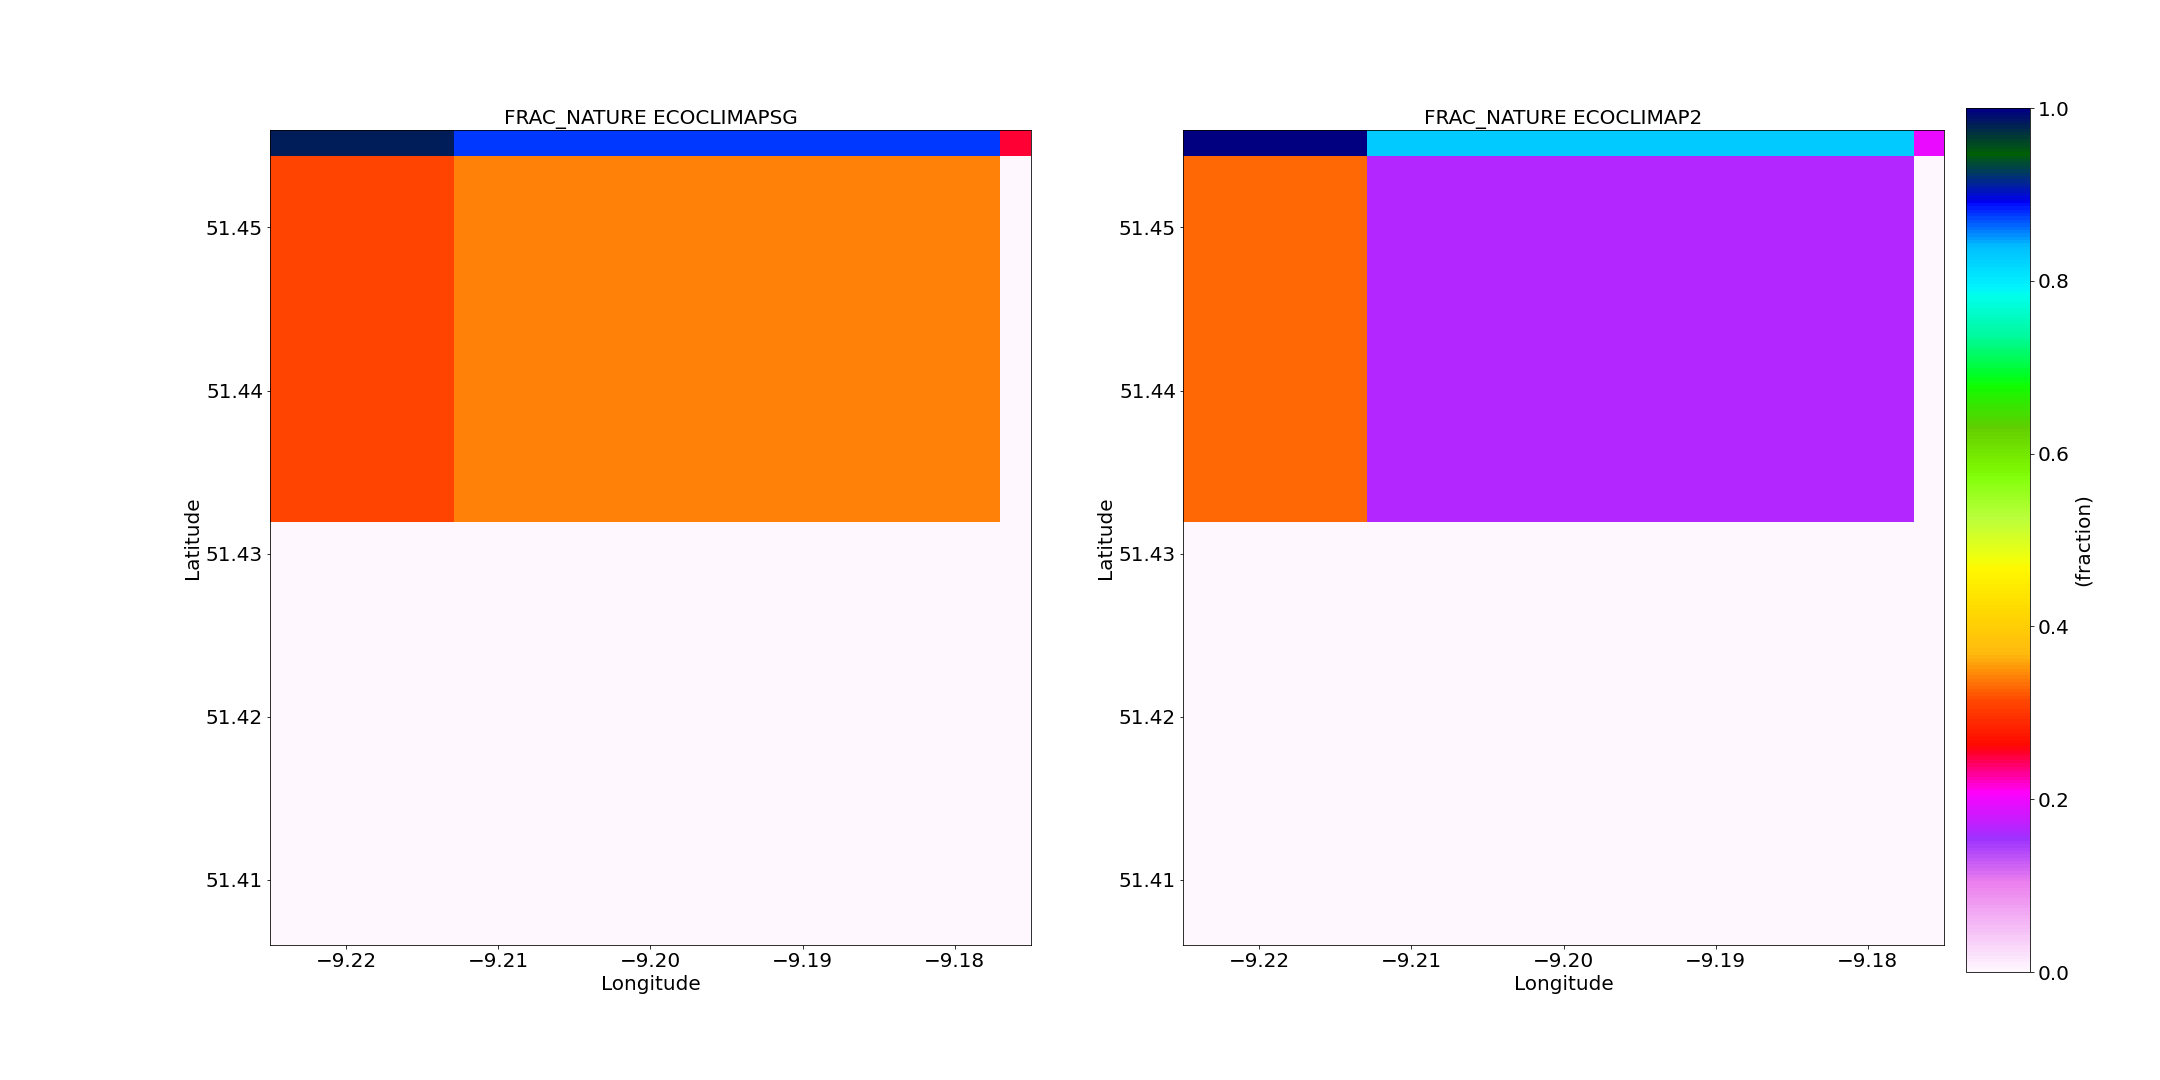 FRAC_NATURE ECOCLIMAPSG
51.45
51.44
51.43
51.42
51.41
Latitude
−9.22 −9.21 −9.20 −9.19 −9.18
Longitude
FRAC_NATURE ECOCLIMAP2
51.45
51.44
51.43
51.42
51.41
Latitude
−9.22 −9.21 −9.20 −9.19 −9.18
Longitude
1.0
0.8
0.6
0.4
0.2
0.0
(fraction)